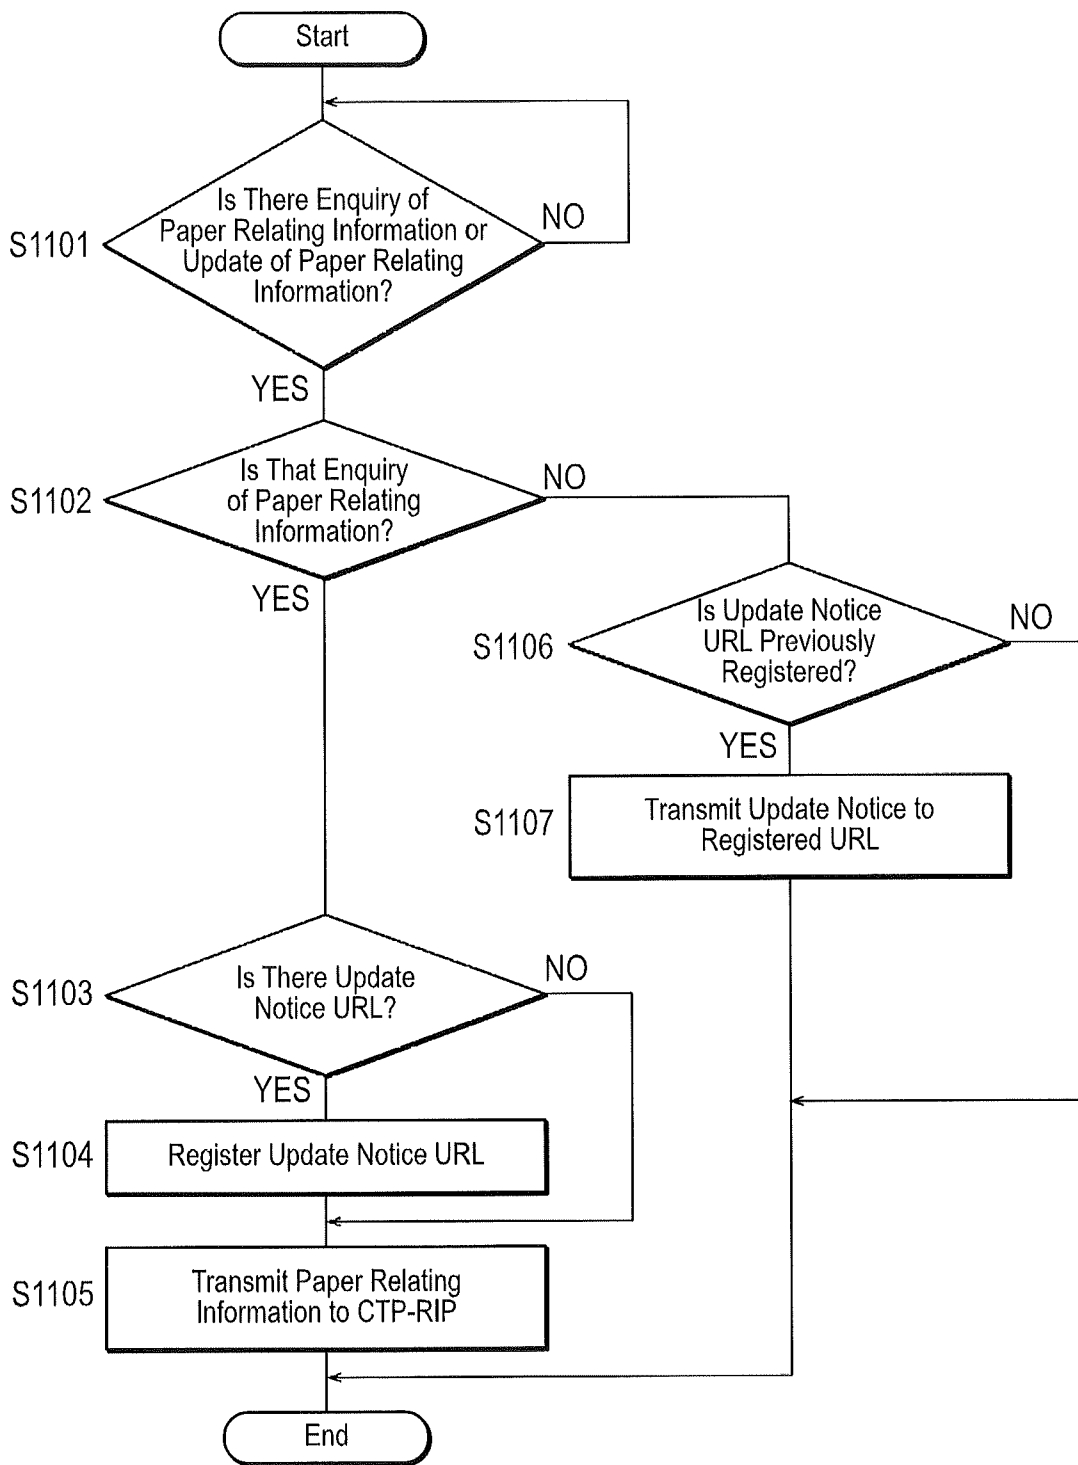 Start
Is There Enquiry of
Paper Relating Information or
Update of Paper Relating
Information?
NO
S1101
YES
Is That Enquiry
of Paper Relating
Information?
NO
S1102
YES
Is Update Notice
URL Previously
Registered?
NO
S1106
YES
Transmit Update Notice to
Registered URL
S1107
Is There Update
Notice URL?
NO
S1103
YES
S1104
Register Update Notice URL
S1105
Transmit Paper Relating
Information to CTP-RIP
End